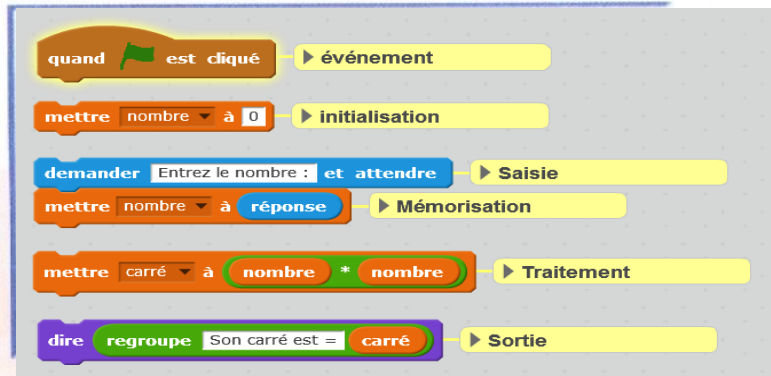 quand est cliqué événement
mettre nombre à 0 initialisation
demander Entrez le nombre : et attendre Saisie
mettre nombre à réponse Mémorisation
mettre carré à nombre * nombre Traitement
dire regroupe Son carré est = carré Sortie